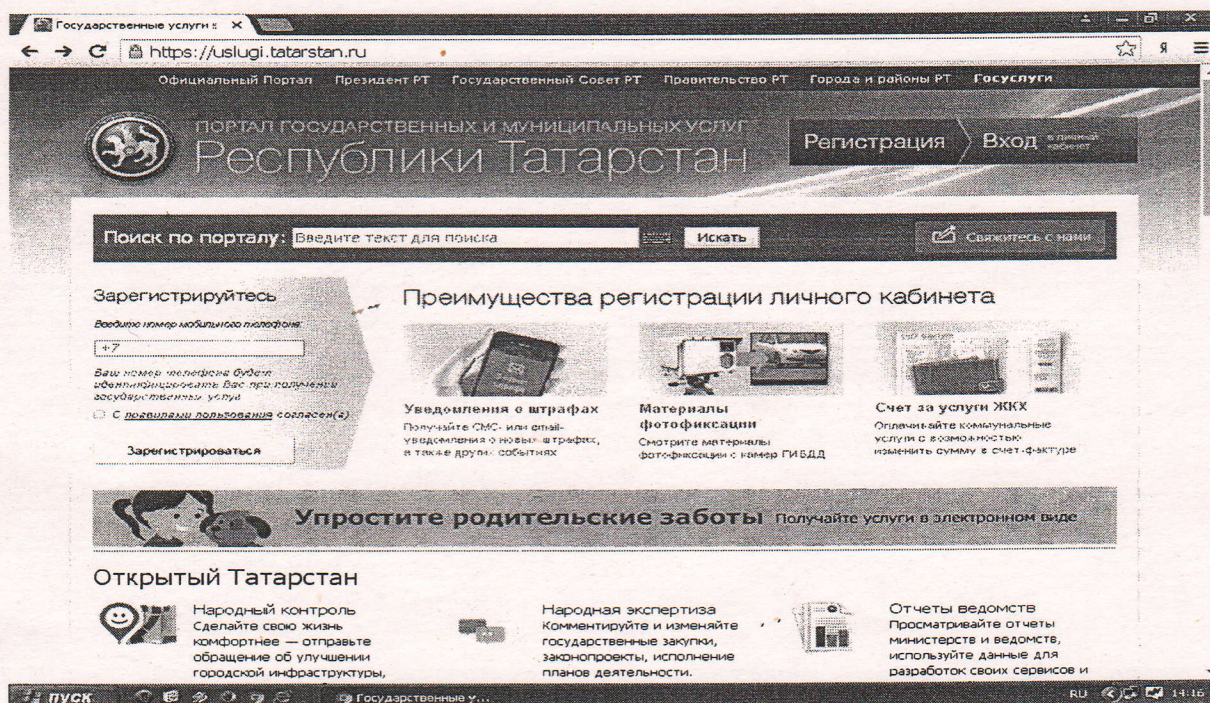 Государственные услуги
https://uslugi.tatarstan.ru
Я
Официальный Портал Президент РТ Государственный Совет РТ Правительство РТ Города и районы РТ Госуслуги
ПОРТАЛ ГОСУДАРСТВЕННЫХ И МУНИЦИПАЛЬНЫХ УСЛУГ
Республики Татарстан
Регистрация Вход в личный кабинет
Поиск по порталу: Введите текст для поиска Искать Свяжитесь с нами
Зарегистрируйтесь
Введите номер мобильного телефона:
+7
Ваш номер телефона будет
идентифицировать Вас при получении
государственных услуг
С правилами пользования согласен(а)
Зарегистрироваться
Преимущества регистрации личного кабинета
Уведомления о штрафах
Получайте СМС- или email-
уведомления о новых штрафах,
а также других событиях
Материалы
фотофиксации
Смотрите материалы
фотофиксации с камер ГИБДД
Счет за услуги ЖКХ
Оплачивайте коммунальные
услуги с возможностью
изменить сумму в счет-фактуре
Упростите родительские заботы Получайте услуги в электронном виде
Открытый Татарстан
Народный контроль
Сделайте свою жизнь
комфортнее — отправьте
обращение об улучшении
городской инфраструктуры,
Народная экспертиза
Комментируйте и изменяйте
государственные закупки,
законопроекты, исполнение
планов деятельности.
Отчеты ведомств
Просматривайте отчеты
министерств и ведомств,
используйте данные для
разработок своих сервисов и
пуск Государственные у... RU 14:16